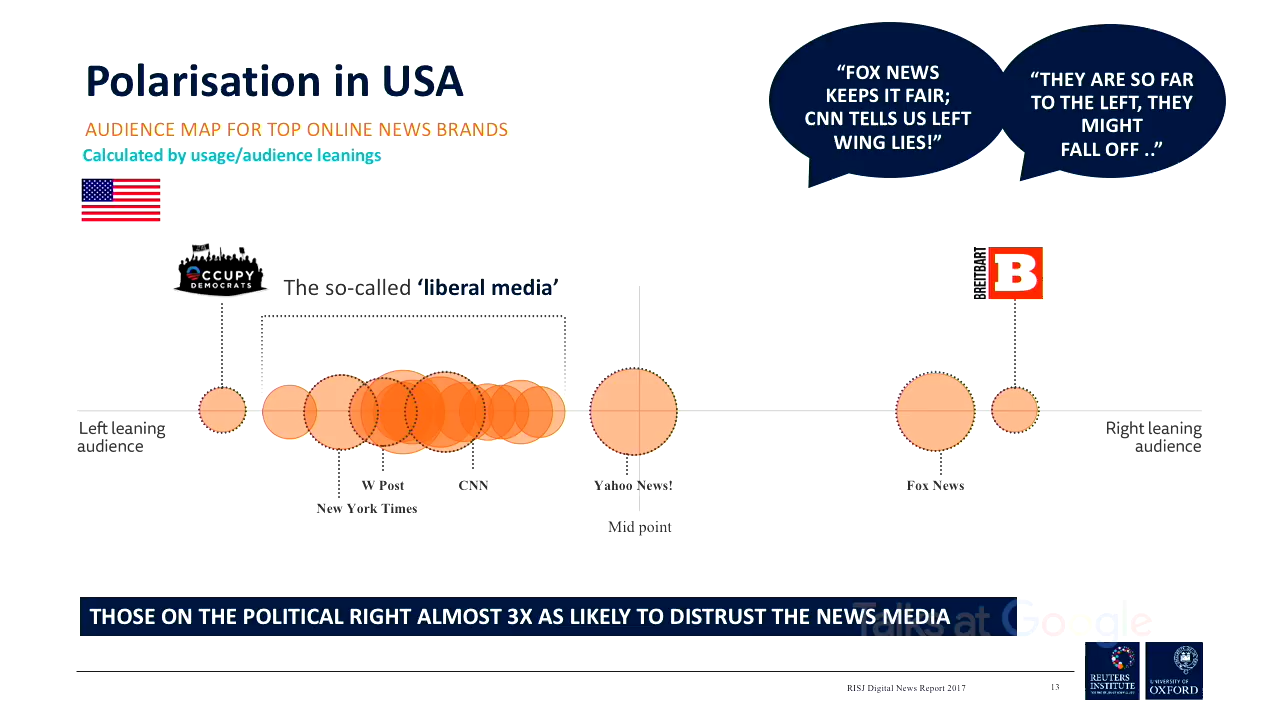 Polarisation in USA
AUDIENCE MAP FOR TOP ONLINE NEWS BRANDS
Calculated by usage/audience leanings
“FOX NEWS
KEEPS IT FAIR;
CNN TELLS US LEFT
WING LIES!”
“THEY ARE SO FAR
TO THE LEFT, THEY
MIGHT
FALL OFF ..”
OCCUPY
DEMOCRATS
The so-called ‘liberal media’
BREITBART
B
Left leaning
audience
Right leaning
audience
W Post
CNN
Yahoo News!
Fox News
New York Times
Mid point
THOSE ON THE POLITICAL RIGHT ALMOST 3X AS LIKELY TO DISTRUST THE NEWS MEDIA
Talks at Google
RISJ Digital News Report 2017
13
REUTERS
INSTITUTE
UNIVERSITY OF
OXFORD